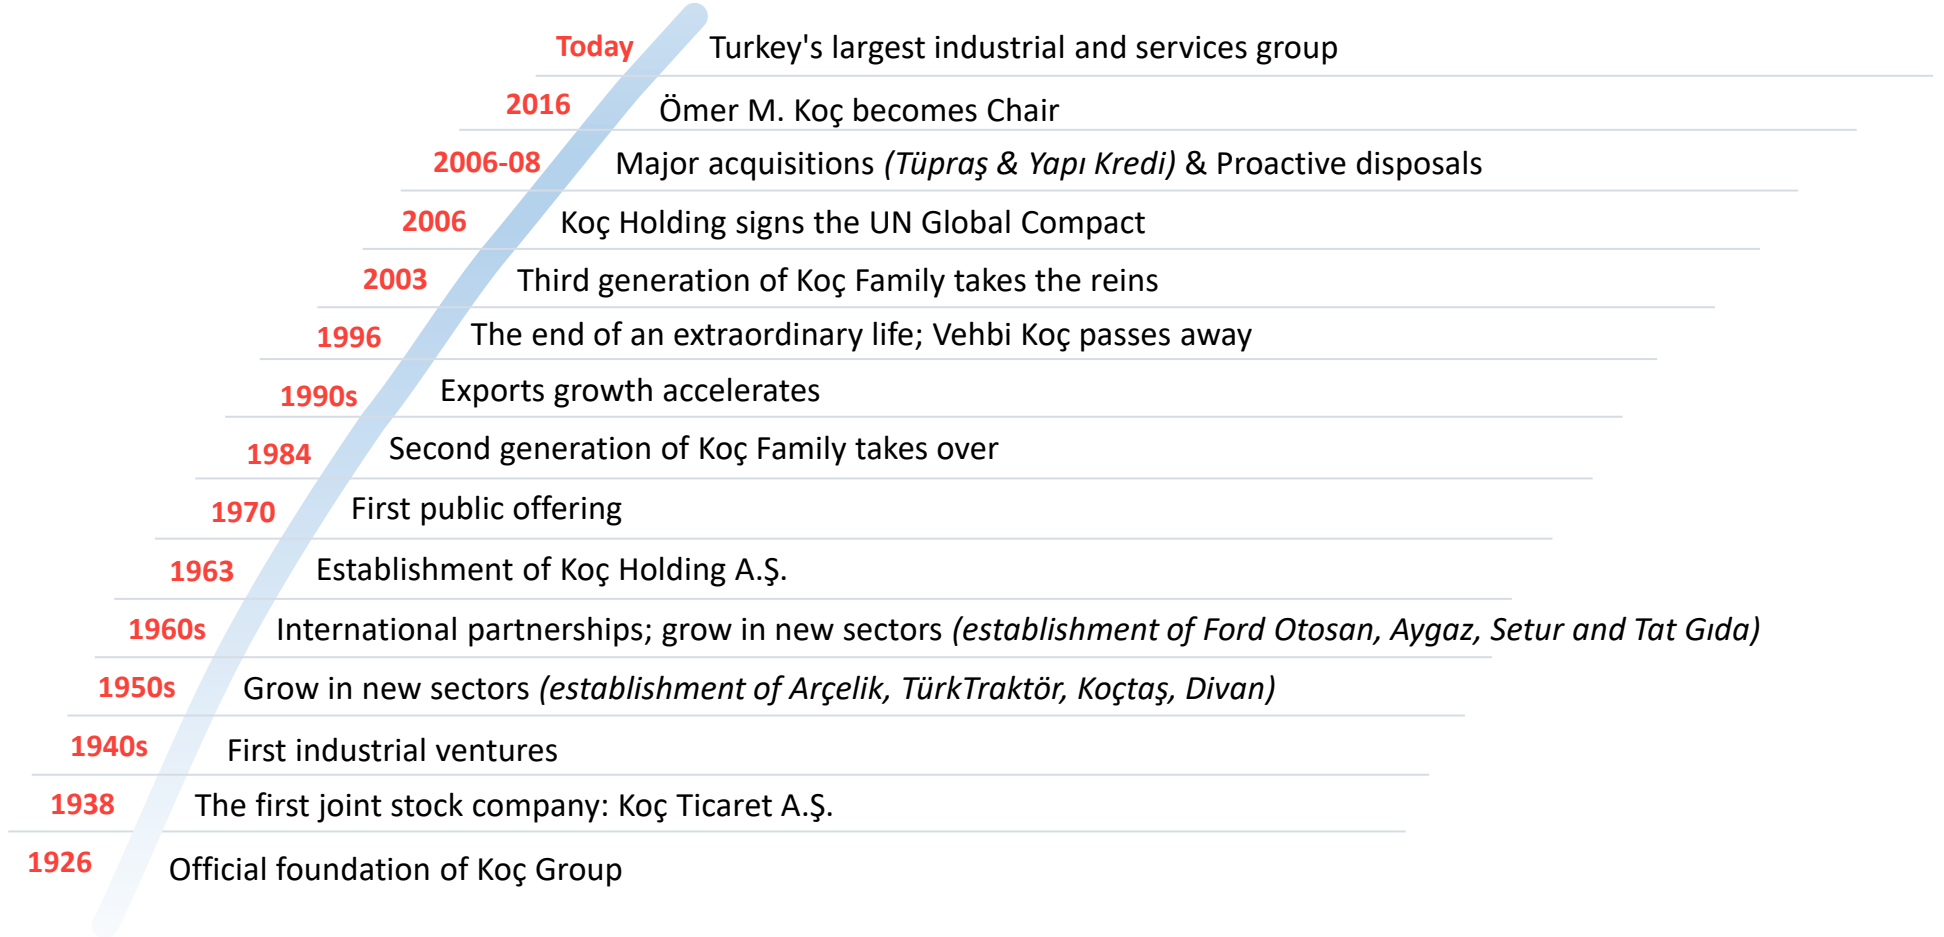 Today Turkey's largest industrial and services group
2016 Ömer M. Koç becomes Chair
2006-08 Major acquisitions (Tüpraş & Yapı Kredi) & Proactive disposals
2006 Koç Holding signs the UN Global Compact
2003 Third generation of Koç Family takes the reins
1996 The end of an extraordinary life; Vehbi Koç passes away
1990s Exports growth accelerates
1984 Second generation of Koç Family takes over
1970 First public offering
1963 Establishment of Koç Holding A.Ş.
1960s International partnerships; grow in new sectors (establishment of Ford Otosan, Aygaz, Setur and Tat Gıda)
1950s Grow in new sectors (establishment of Arçelik, TürkTraktör, Koçtaş, Divan)
1940s First industrial ventures
1938 The first joint stock company: Koç Ticaret A.Ş.
1926 Official foundation of Koç Group